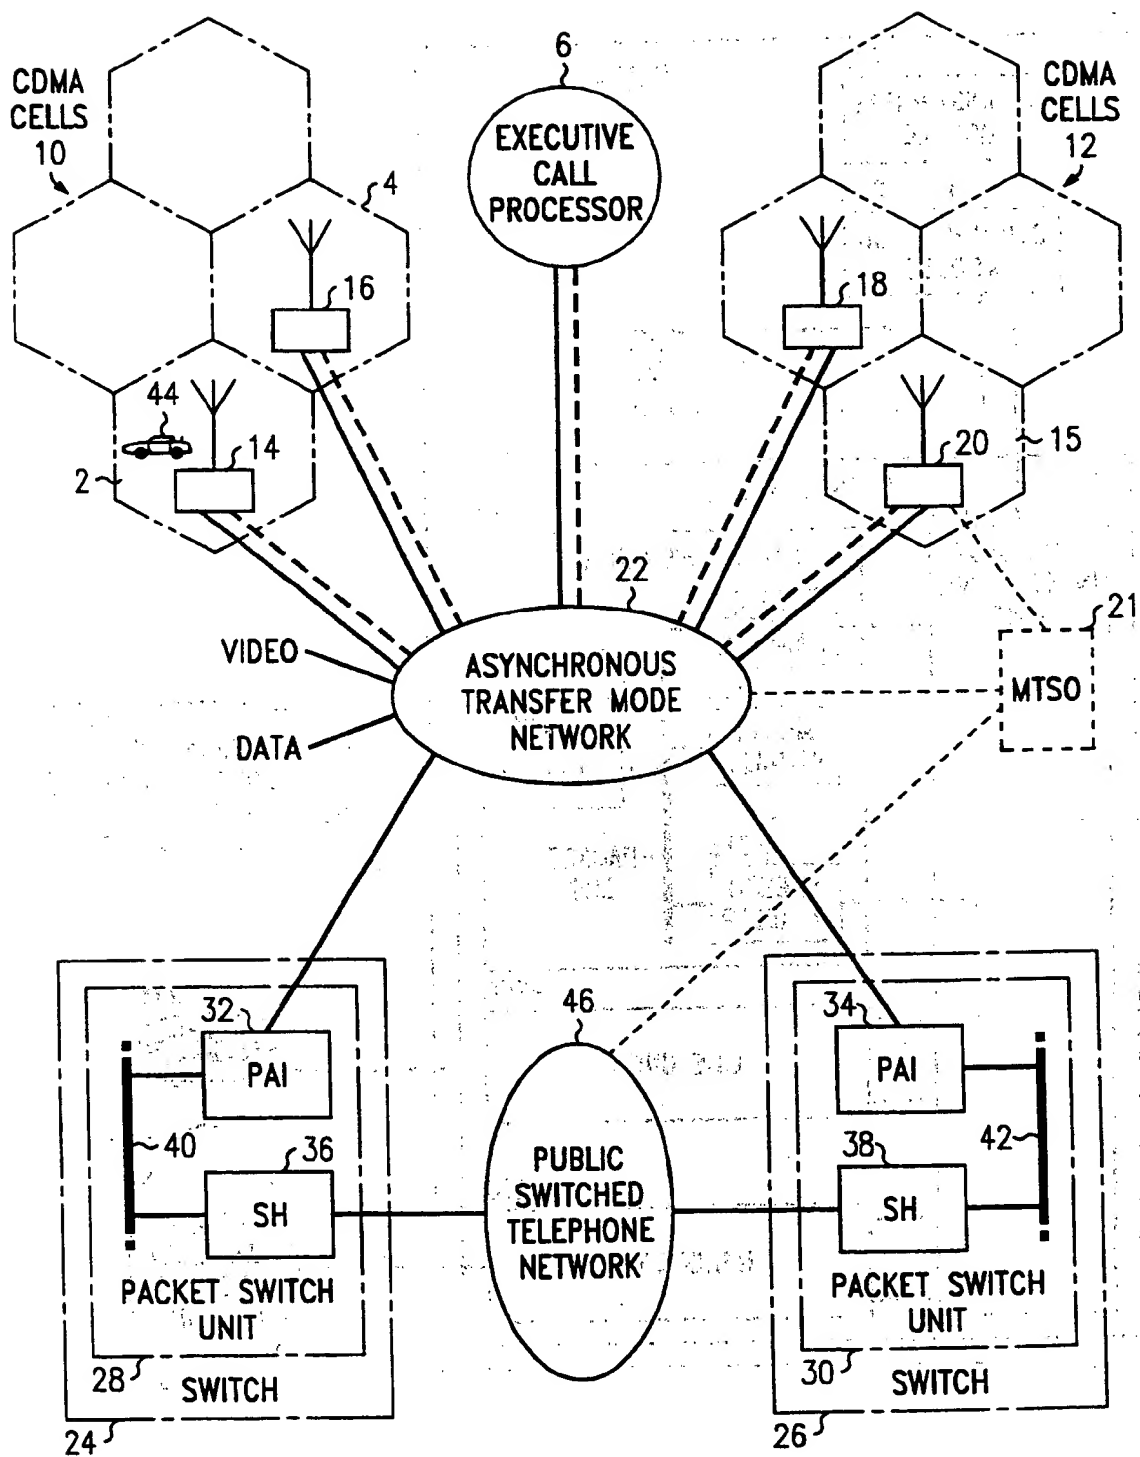 6
CDMA
CELLS
10
4
EXECUTIVE
CALL
PROCESSOR
CDMA
CELLS
12
16
18
44
14
2
20
15
22
21
VIDEO
DATA
ASYNCHRONOUS
TRANSFER MODE
NETWORK
MTSO
32
PAI
40
36
SH
PACKET SWITCH
UNIT
28
SWITCH
24
46
PUBLIC
SWITCHED
TELEPHONE
NETWORK
34
PAI
42
38
SH
PACKET SWITCH
UNIT
30
SWITCH
26